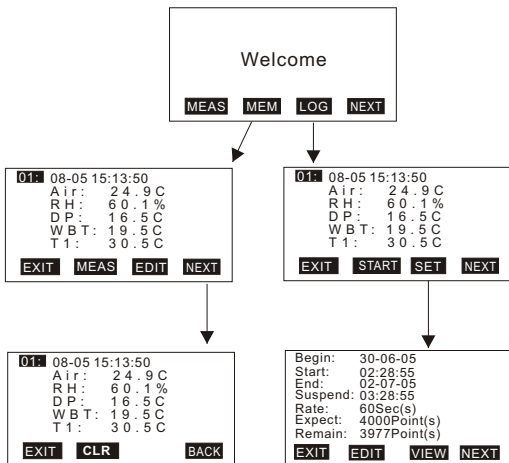 Welcome
MEAS MEM LOG NEXT
01: 08-05 15:13:50
Air: 24.9C
RH: 60.1%
DP: 16.5C
WBT: 19.5C
T1: 30.5C
EXIT MEAS EDIT NEXT
01: 08-05 15:13:50
Air: 24.9C
RH: 60.1%
DP: 16.5C
WBT: 19.5C
T1: 30.5C
EXIT START SET NEXT
01: 08-05 15:13:50
Air: 24.9C
RH: 60.1%
DP: 16.5C
WBT: 19.5C
T1: 30.5C
EXIT CLR BACK
Begin: 30-06-05
Start: 02:28:55
End: 02-07-05
Suspend: 03:28:55
Rate: 60Sec(s)
Expect: 4000Point(s)
Remain: 3977Point(s)
EXIT EDIT VIEW NEXT